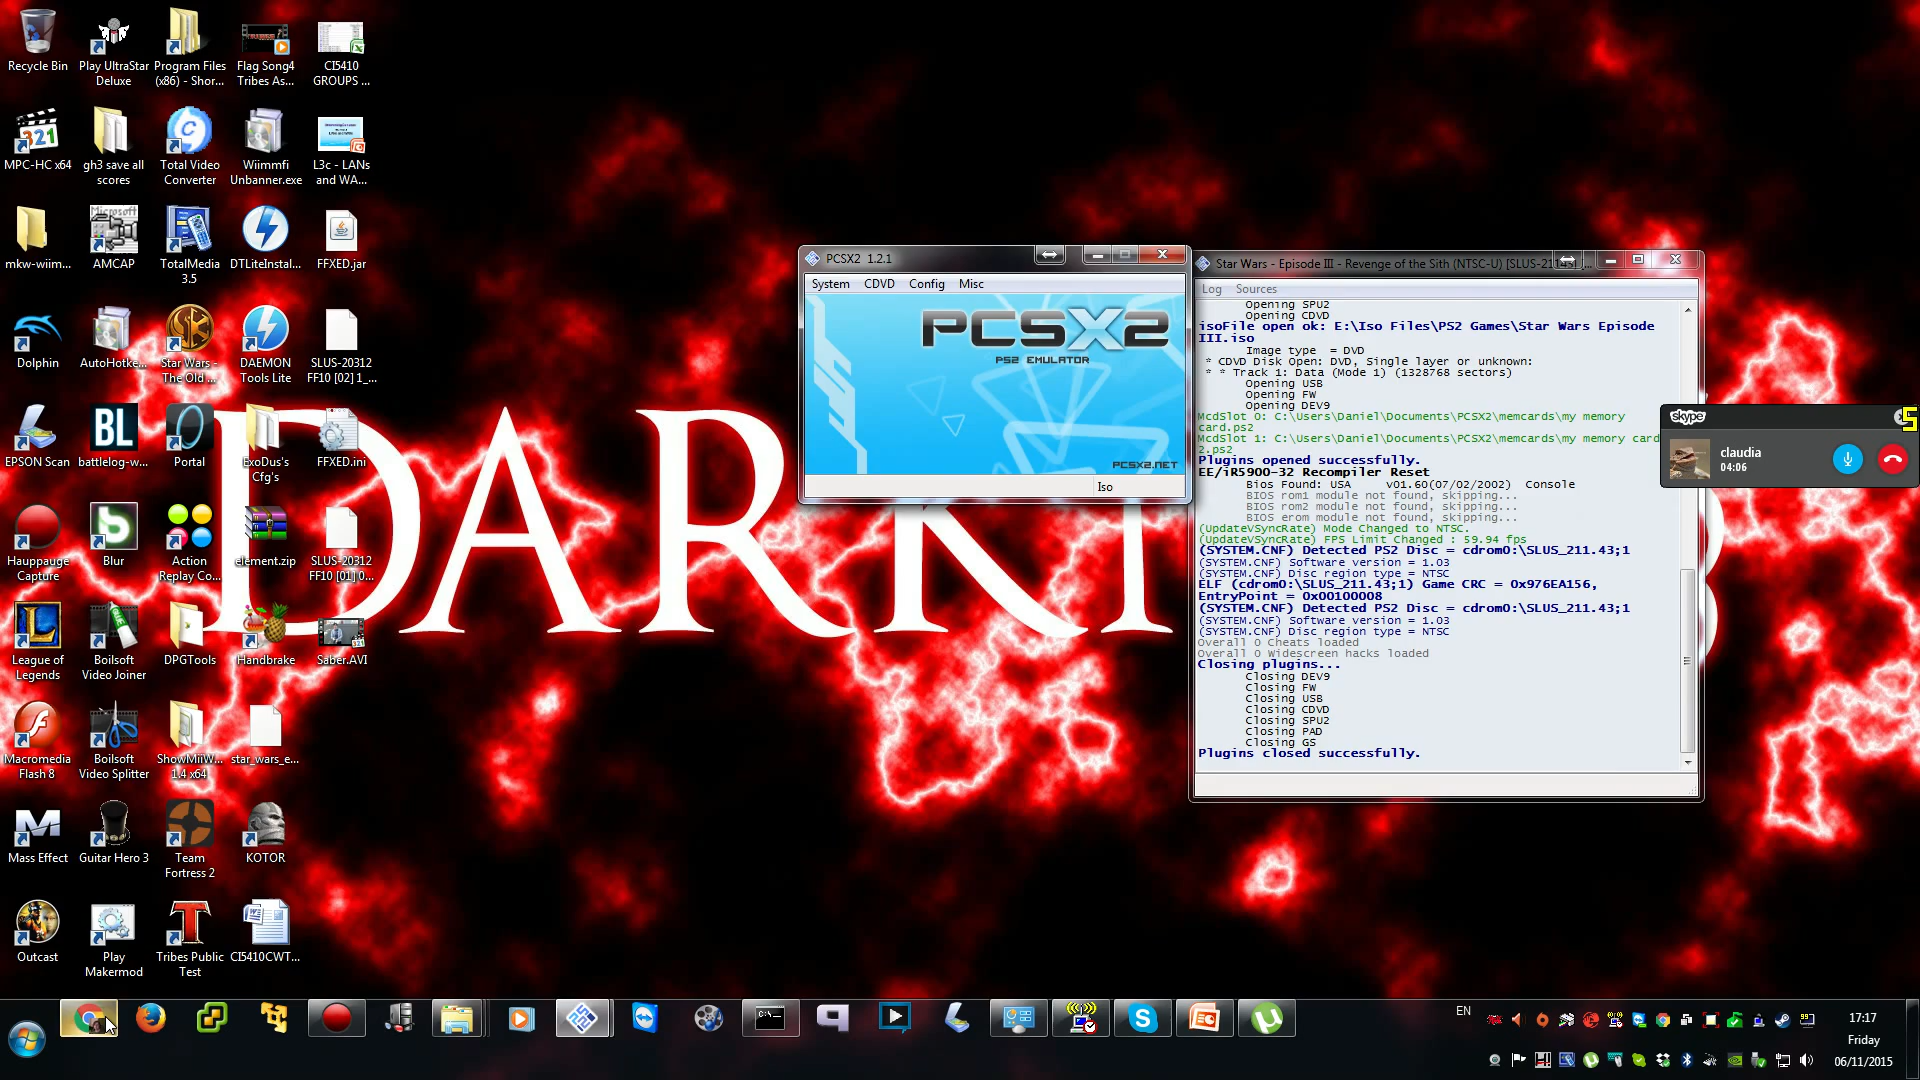 Recycle Bin
Play UltraStar
Deluxe
Program Files
(x86) - Shor...
Flag Song4
Tribes As...
CI5410
GROUPS ...
MPC-HC x64
gh3 save all
scores
Total Video
Converter
Wiimmfi
Unbanner.exe
L3c - LANs
and WA...
mkw-wiim...
Microsoft
AMCAP
TotalMedia
3.5
DTLiteInstal...
FFXED.jar
Dolphin
AutoHotke...
Star Wars -
The Old ...
DAEMON
Tools Lite
SLUS-20312
FF10 [02] 1_...
EPSON Scan
BL
battlelog-w...
Portal
ExoDus's
Cfg's
FFXED.ini
Hauppauge
Capture
Blur
Action
Replay Co...
element.zip
SLUS-20312
FF10 [01] 0...
League of
Legends
Boilsoft
Video Joiner
DPGTools
Handbrake
Saber.AVI
Macromedia
Flash 8
Boilsoft
Video Splitter
ShowMiiW...
1.4 x64
star_wars_e...
Mass Effect
Guitar Hero 3
Team
Fortress 2
KOTOR
Outcast
Play
Makermod
Tribes Public
Test
CI5410CWT...
PCSX2 1.2.1
System CDVD Config Misc
PCSX2
PS2 EMULATOR
PCSX2.NET
Iso
Star Wars - Episode III - Revenge of the Sith (NTSC-U) [SLUS-21143] ...
Log Sources
Opening SPU2
Opening CDVD
isoFile open ok: E:\Iso Files\PS2 Games\Star Wars Episode
III.iso
Image type = DVD
* CDVD Disk Open: DVD, Single layer or unknown:
* * Track 1: Data (Mode 1) (1328768 sectors)
Opening USB
Opening FW
Opening DEV9
McdSlot 0: C:\Users\Daniel\Documents\PCSX2\memcards\my memory
card.ps2
McdSlot 1: C:\Users\Daniel\Documents\PCSX2\memcards\my memory card
2.ps2
Plugins opened successfully.
EE/iR5900-32 Recompiler Reset
Bios Found: USA v01.60(07/02/2002) Console
BIOS rom1 module not found, skipping...
BIOS rom2 module not found, skipping...
BIOS erom module not found, skipping...
(UpdateVSyncRate) Mode Changed to NTSC.
(UpdateVSyncRate) FPS Limit Changed : 59.94 fps
(SYSTEM.CNF) Detected PS2 Disc = cdrom0:\SLUS_211.43;1
(SYSTEM.CNF) Software version = 1.03
(SYSTEM.CNF) Disc region type = NTSC
ELF (cdrom0:\SLUS_211.43;1) Game CRC = 0x976EA156,
EntryPoint = 0x00100008
(SYSTEM.CNF) Detected PS2 Disc = cdrom0:\SLUS_211.43;1
(SYSTEM.CNF) Software version = 1.03
(SYSTEM.CNF) Disc region type = NTSC
Overall 0 Cheats loaded
Overall 0 Widescreen hacks loaded
Closing plugins...
Closing DEV9
Closing FW
Closing USB
Closing CDVD
Closing SPU2
Closing PAD
Closing GS
Plugins closed successfully.
skype
claudia
04:06
5
DARK
EN
17:17
Friday
06/11/2015